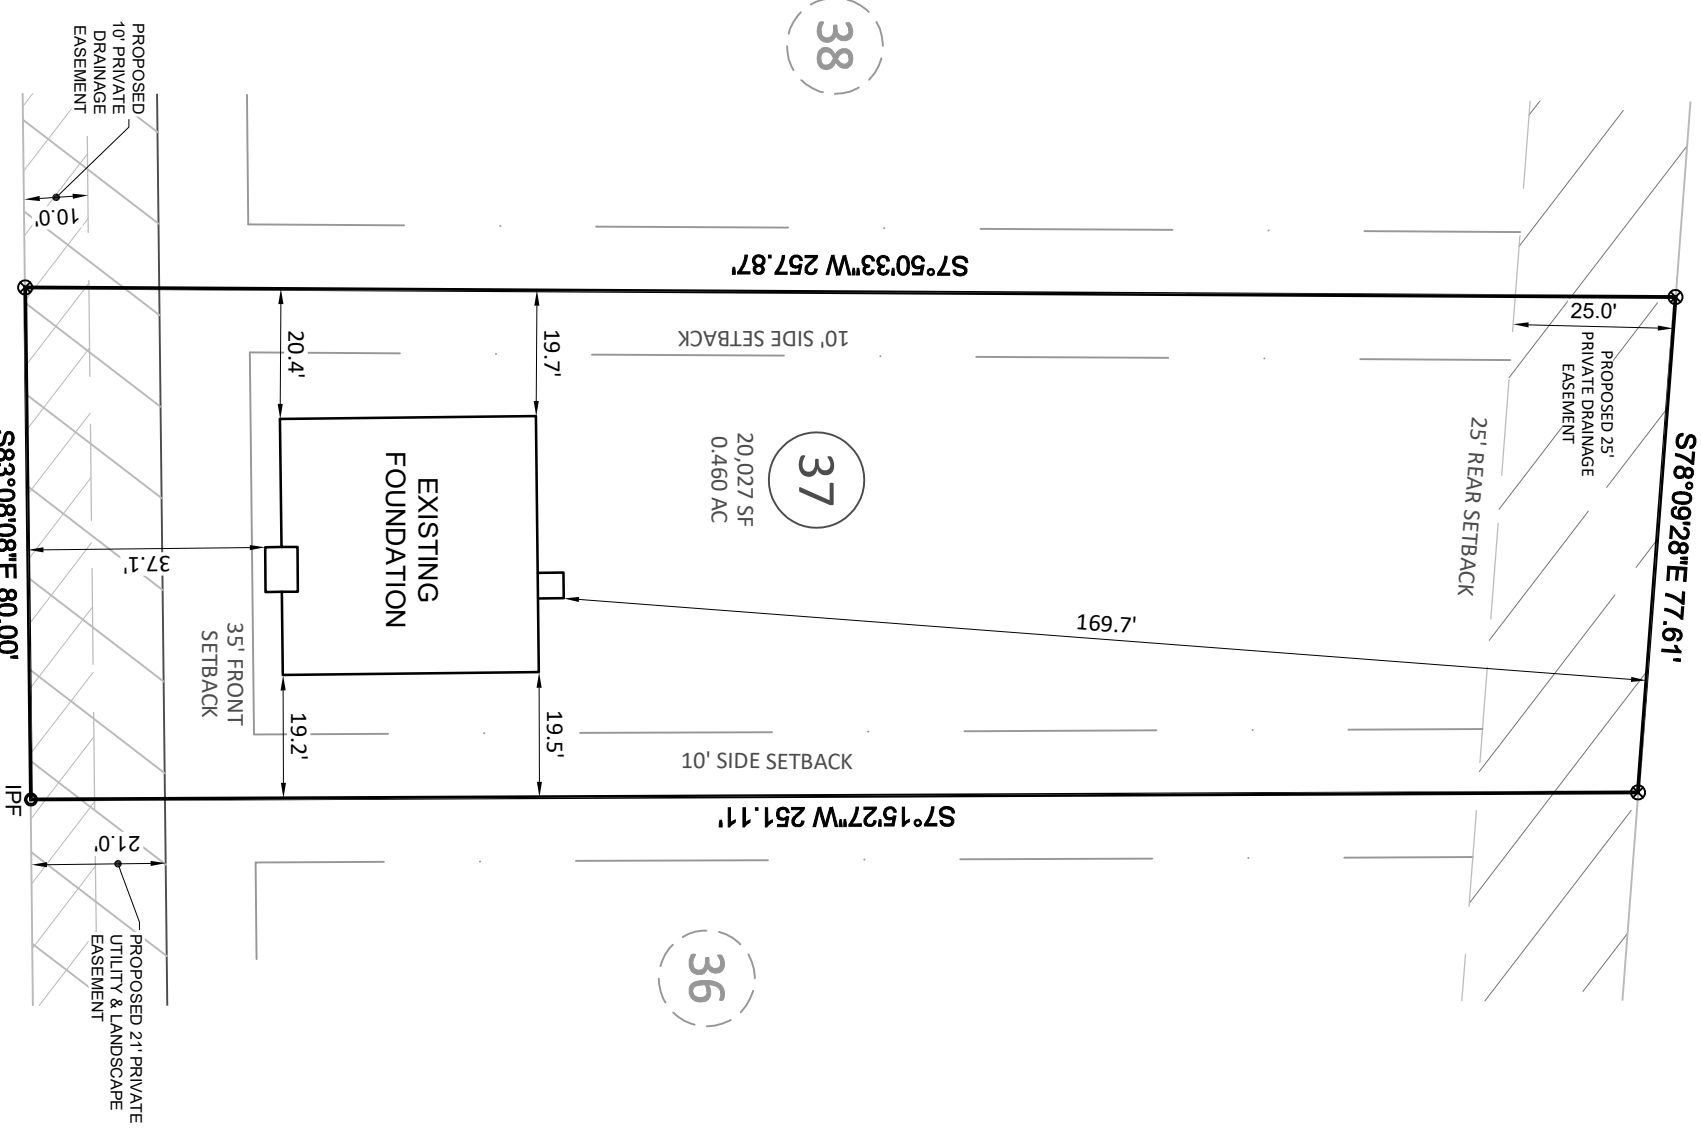 38
PROPOSED
10' PRIVATE
DRAINAGE
EASEMENT
10.0'
S7°50'33"W 257.87'
25.0'
PROPOSED 25'
PRIVATE DRAINAGE
EASEMENT
S78°09'28"E 77.61'
10' SIDE SETBACK
20.4'
19.7'
37
20,027 SF
0.460 AC
25' REAR SETBACK
EXISTING
FOUNDATION
37.1'
S83°08'08"E 80.00'
35' FRONT
SETBACK
169.7'
19.2'
19.5'
10' SIDE SETBACK
S7°15'27"W 251.11'
IPF
21.0'
PROPOSED 21' PRIVATE
UTILITY & LANDSCAPE
EASEMENT
36